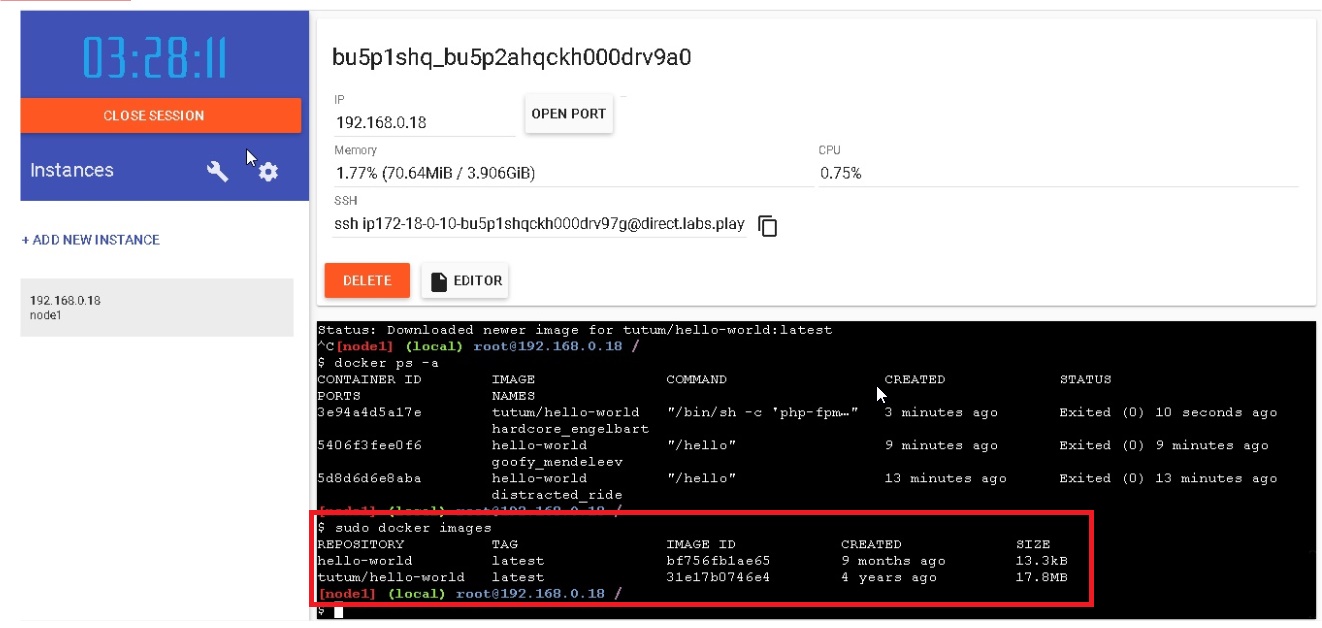 03:28:11
CLOSE SESSION
Instances
+ ADD NEW INSTANCE
192.168.0.18
node1
bu5p1shq_bu5p2ahqckh000drv9a0
IP
192.168.0.18
OPEN PORT
Memory
1.77% (70.64MiB / 3.906GiB)
CPU
0.75%
SSH
ssh ip172-18-0-10-bu5p1shqckh000drv97g@direct.labs.play
DELETE
EDITOR
Status: Downloaded newer image for tutum/hello-world:latest
^C[node1] (local) root@192.168.0.18 /
$ docker ps -a
CONTAINER ID IMAGE COMMAND CREATED STATUS
PORTS NAMES
3e94a4d5a17e tutum/hello-world "/bin/sh -c 'php-fpm…" 3 minutes ago Exited (0) 10 seconds ago
hardcore_engelbart
5406f3fee0f6 hello-world "/hello" 9 minutes ago Exited (0) 9 minutes ago
goofy_mendeleev
5d8d6d6e8aba hello-world "/hello" 13 minutes ago Exited (0) 13 minutes ago
distracted_ride
[node1] (local) root@192.168.0.18 /
$ sudo docker images
REPOSITORY TAG IMAGE ID CREATED SIZE
hello-world latest bf756fb1ae65 9 months ago 13.3kB
tutum/hello-world latest 31e17b0746e4 4 years ago 17.8MB
[node1] (local) root@192.168.0.18 /
$